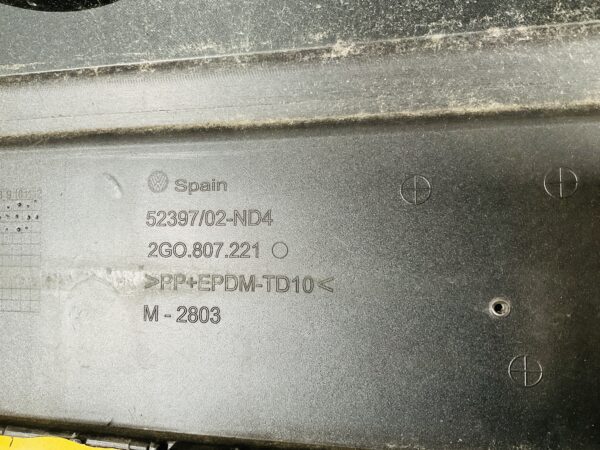 Spain
52397/02-ND4
2GO.807.221
>PP+EPDM-TD10<
M - 2803